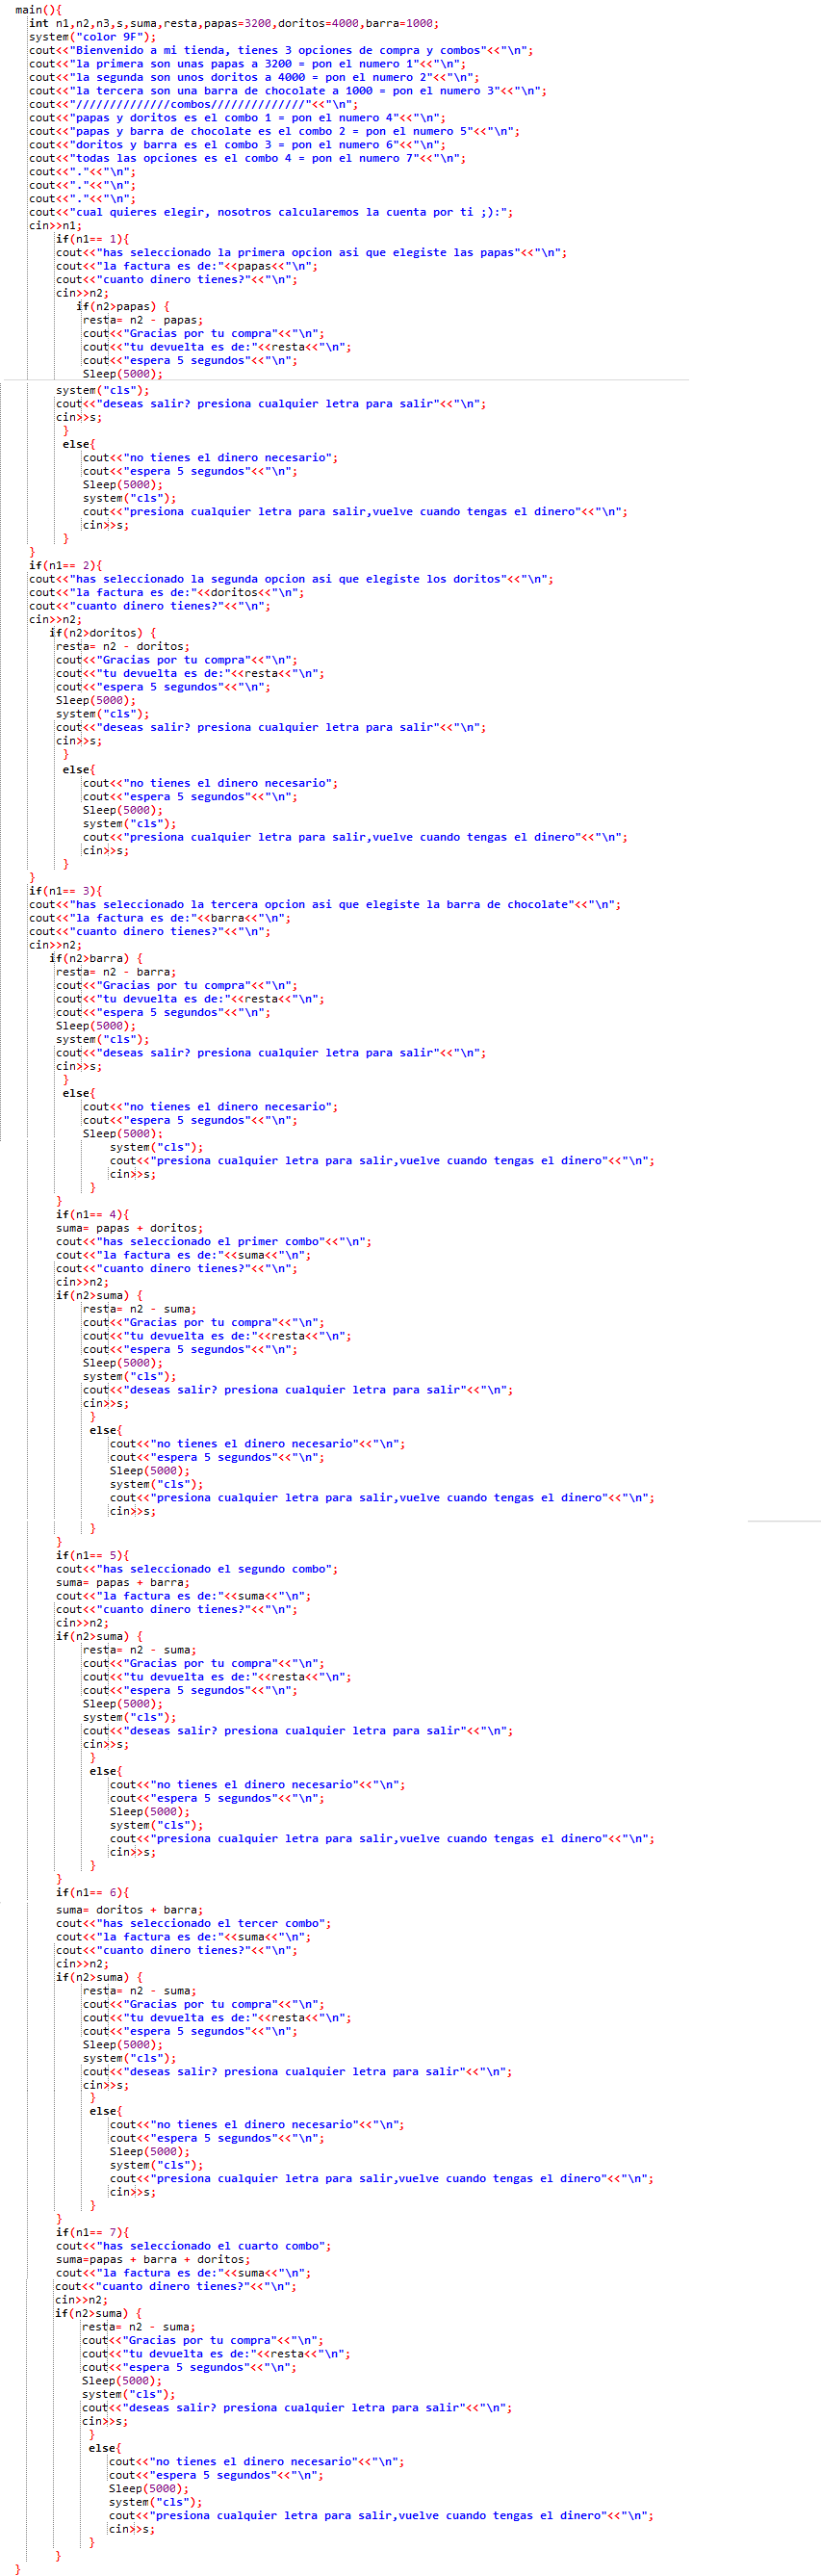 main(){
int n1,n2,n3,s,suma,resta,papas=3200,doritos=4000,barra=1000;
system("color 9F");
cout<<"Bienvenido a mi tienda, tienes 3 opciones de compra y combos"<<"\n";
cout<<"la primera son unas papas a 3200 = pon el numero 1"<<"\n";
cout<<"la segunda son unos doritos a 4000 = pon el numero 2"<<"\n";
cout<<"la tercera son una barra de chocolate a 1000 = pon el numero 3"<<"\n";
cout<<"//////////////combos//////////////"<<"\n";
cout<<"papas y doritos es el combo 1 = pon el numero 4"<<"\n";
cout<<"papas y barra de chocolate es el combo 2 = pon el numero 5"<<"\n";
cout<<"doritos y barra es el combo 3 = pon el numero 6"<<"\n";
cout<<"todas las opciones es el combo 4 = pon el numero 7"<<"\n";
cout<<"."<<"\n";
cout<<"."<<"\n";
cout<<"."<<"\n";
cout<<"cual quieres elegir, nosotros calcularemos la cuenta por ti ;):";
cin>>n1;
if(n1== 1){
cout<<"has seleccionado la primera opcion asi que elegiste las papas"<<"\n";
cout<<"la factura es de:"<<papas<<"\n";
cout<<"cuanto dinero tienes?"<<"\n";
cin>>n2;
if(n2>papas) {
resta= n2 - papas;
cout<<"Gracias por tu compra"<<"\n";
cout<<"tu devuelta es de:"<<resta<<"\n";
cout<<"espera 5 segundos"<<"\n";
Sleep(5000);
system("cls");
cout<<"deseas salir? presiona cualquier letra para salir"<<"\n";
cin>>s;
}
else{
cout<<"no tienes el dinero necesario";
cout<<"espera 5 segundos"<<"\n";
Sleep(5000);
system("cls");
cout<<"presiona cualquier letra para salir,vuelve cuando tengas el dinero"<<"\n";
cin>>s;
}
}
if(n1== 2){
cout<<"has seleccionado la segunda opcion asi que elegiste los doritos"<<"\n";
cout<<"la factura es de:"<<doritos<<"\n";
cout<<"cuanto dinero tienes?"<<"\n";
cin>>n2;
if(n2>doritos) {
resta= n2 - doritos;
cout<<"Gracias por tu compra"<<"\n";
cout<<"tu devuelta es de:"<<resta<<"\n";
cout<<"espera 5 segundos"<<"\n";
Sleep(5000);
system("cls");
cout<<"deseas salir? presiona cualquier letra para salir"<<"\n";
cin>>s;
}
else{
cout<<"no tienes el dinero necesario";
cout<<"espera 5 segundos"<<"\n";
Sleep(5000);
system("cls");
cout<<"presiona cualquier letra para salir,vuelve cuando tengas el dinero"<<"\n";
cin>>s;
}
}
if(n1== 3){
cout<<"has seleccionado la tercera opcion asi que elegiste la barra de chocolate"<<"\n";
cout<<"la factura es de:"<<barra<<"\n";
cout<<"cuanto dinero tienes?"<<"\n";
cin>>n2;
if(n2>barra) {
resta= n2 - barra;
cout<<"Gracias por tu compra"<<"\n";
cout<<"tu devuelta es de:"<<resta<<"\n";
cout<<"espera 5 segundos"<<"\n";
Sleep(5000);
system("cls");
cout<<"deseas salir? presiona cualquier letra para salir"<<"\n";
cin>>s;
}
else{
cout<<"no tienes el dinero necesario";
cout<<"espera 5 segundos"<<"\n";
Sleep(5000);
system("cls");
cout<<"presiona cualquier letra para salir,vuelve cuando tengas el dinero"<<"\n";
cin>>s;
}
}
if(n1== 4){
suma= papas + doritos;
cout<<"has seleccionado el primer combo"<<"\n";
cout<<"la factura es de:"<<suma<<"\n";
cout<<"cuanto dinero tienes?"<<"\n";
cin>>n2;
if(n2>suma) {
resta= n2 - suma;
cout<<"Gracias por tu compra"<<"\n";
cout<<"tu devuelta es de:"<<resta<<"\n";
cout<<"espera 5 segundos"<<"\n";
Sleep(5000);
system("cls");
cout<<"deseas salir? presiona cualquier letra para salir"<<"\n";
cin>>s;
}
else{
cout<<"no tienes el dinero necesario"<<"\n";
cout<<"espera 5 segundos"<<"\n";
Sleep(5000);
system("cls");
cout<<"presiona cualquier letra para salir,vuelve cuando tengas el dinero"<<"\n";
cin>>s;
}
}
if(n1== 5){
cout<<"has seleccionado el segundo combo";
suma= papas + barra;
cout<<"la factura es de:"<<suma<<"\n";
cout<<"cuanto dinero tienes?"<<"\n";
cin>>n2;
if(n2>suma) {
resta= n2 - suma;
cout<<"Gracias por tu compra"<<"\n";
cout<<"tu devuelta es de:"<<resta<<"\n";
cout<<"espera 5 segundos"<<"\n";
Sleep(5000);
system("cls");
cout<<"deseas salir? presiona cualquier letra para salir"<<"\n";
cin>>s;
}
else{
cout<<"no tienes el dinero necesario"<<"\n";
cout<<"espera 5 segundos"<<"\n";
Sleep(5000);
system("cls");
cout<<"presiona cualquier letra para salir,vuelve cuando tengas el dinero"<<"\n";
cin>>s;
}
}
if(n1== 6){
suma= doritos + barra;
cout<<"has seleccionado el tercer combo";
cout<<"la factura es de:"<<suma<<"\n";
cout<<"cuanto dinero tienes?"<<"\n";
cin>>n2;
if(n2>suma) {
resta= n2 - suma;
cout<<"Gracias por tu compra"<<"\n";
cout<<"tu devuelta es de:"<<resta<<"\n";
cout<<"espera 5 segundos"<<"\n";
Sleep(5000);
system("cls");
cout<<"deseas salir? presiona cualquier letra para salir"<<"\n";
cin>>s;
}
else{
cout<<"no tienes el dinero necesario"<<"\n";
cout<<"espera 5 segundos"<<"\n";
Sleep(5000);
system("cls");
cout<<"presiona cualquier letra para salir,vuelve cuando tengas el dinero"<<"\n";
cin>>s;
}
}
if(n1== 7){
cout<<"has seleccionado el cuarto combo";
suma=papas + barra + doritos;
cout<<"la factura es de:"<<suma<<"\n";
cout<<"cuanto dinero tienes?"<<"\n";
cin>>n2;
if(n2>suma) {
resta= n2 - suma;
cout<<"Gracias por tu compra"<<"\n";
cout<<"tu devuelta es de:"<<resta<<"\n";
cout<<"espera 5 segundos"<<"\n";
Sleep(5000);
system("cls");
cout<<"deseas salir? presiona cualquier letra para salir"<<"\n";
cin>>s;
}
else{
cout<<"no tienes el dinero necesario"<<"\n";
cout<<"espera 5 segundos"<<"\n";
Sleep(5000);
system("cls");
cout<<"presiona cualquier letra para salir,vuelve cuando tengas el dinero"<<"\n";
cin>>s;
}
}
}